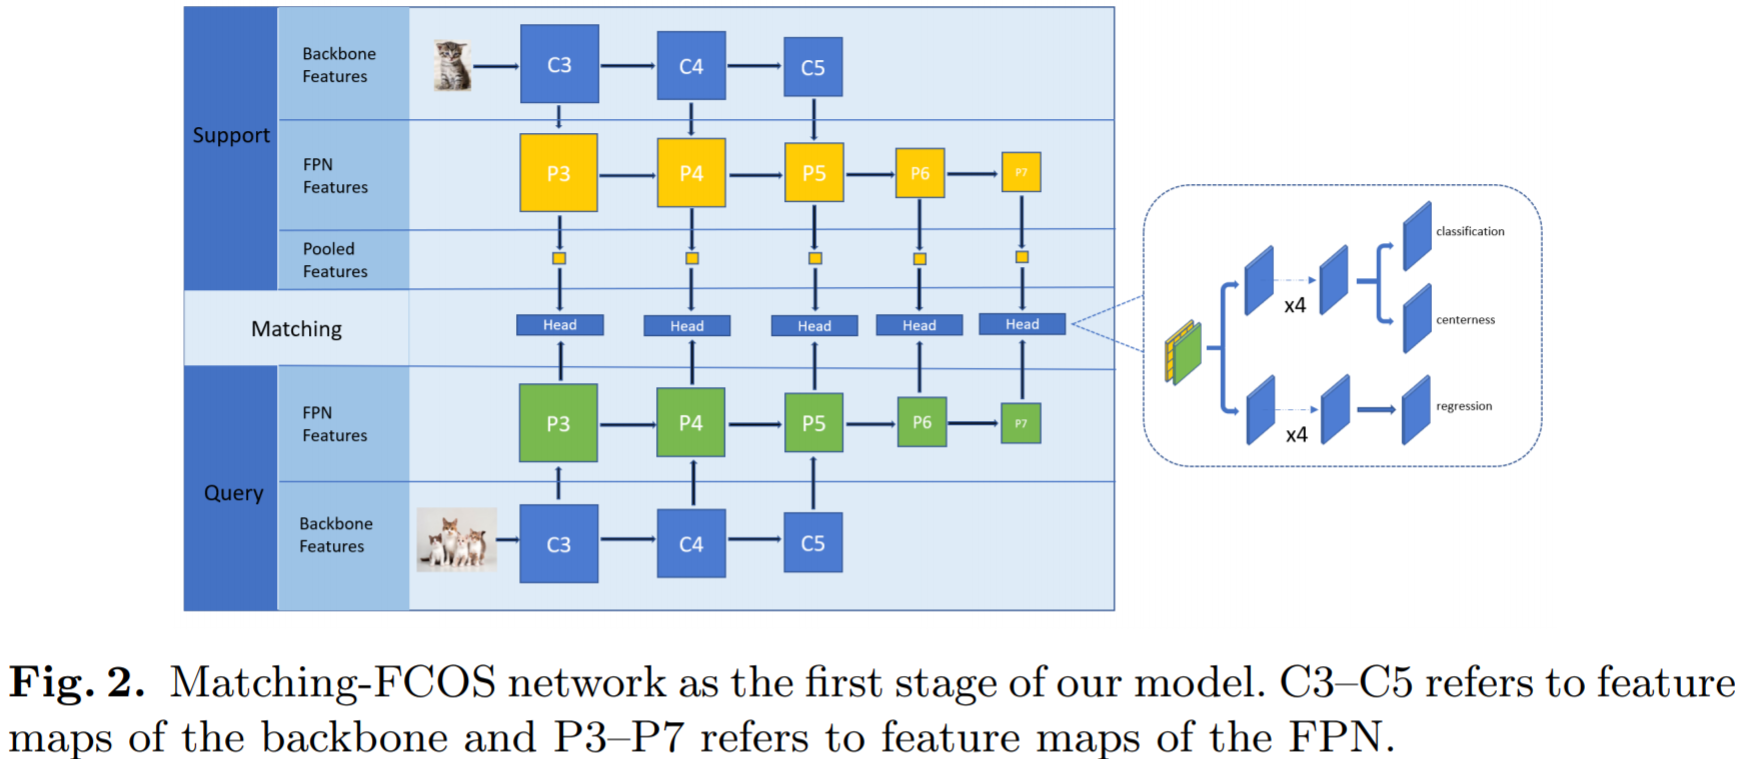 Support
Backbone
Features
C3
C4
C5
FPN
Features
P3
P4
P5
P6
P7
Pooled
Features
Matching
Head
Head
Head
Head
Head
Query
FPN
Features
P3
P4
P5
P6
P7
Backbone
Features
C3
C4
C5
x4
classification
centerness
x4
regression
Fig. 2. Matching-FCOS network as the first stage of our model. C3–C5 refers to feature
maps of the backbone and P3–P7 refers to feature maps of the FPN.